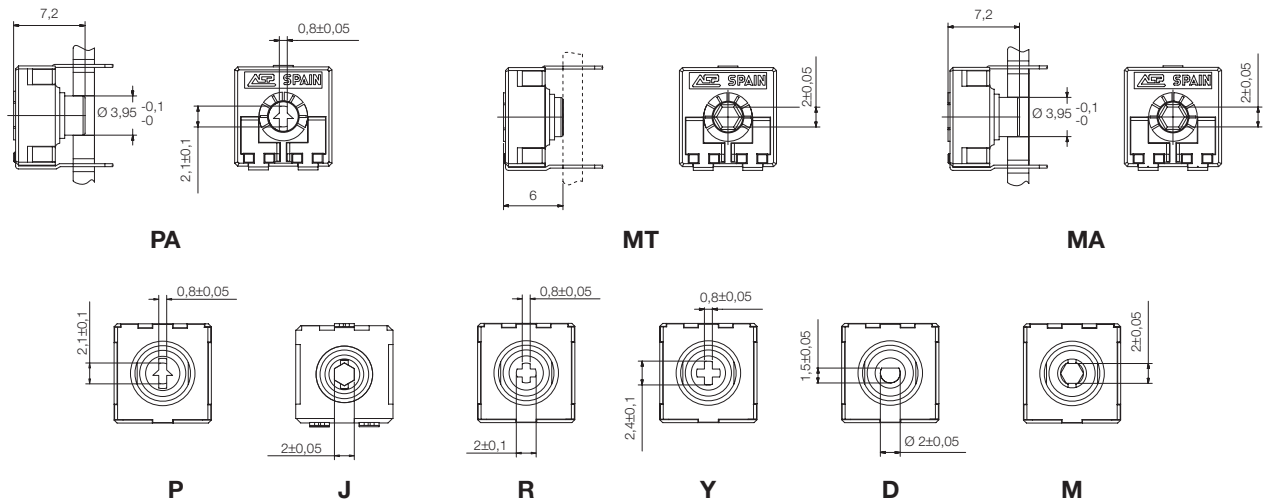 7,2
0,8±0,05
ACP SPAIN
Ø 3,95 -0,1 -0
2,1±0,1
PA
ACP SPAIN
2±0,05
6
MT
7,2
Ø 3,95 -0,1 -0
ACP SPAIN
2±0,05
MA
0,8±0,05
2,1±0,1
P
2±0,05
J
0,8±0,05
2±0,1
R
0,8±0,05
2,4±0,1
Y
1,5±0,05
Ø 2±0,05
D
2±0,05
M